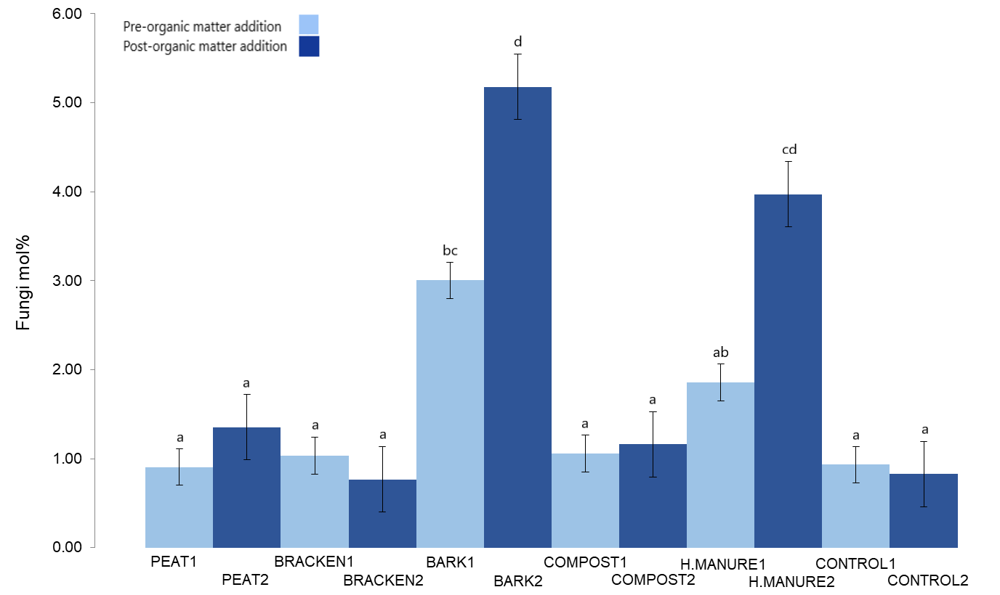 6.00
Pre-organic matter addition
Post-organic matter addition
d
5.00
cd
4.00
bc
3.00
Fungi mol%
ab
2.00
a
a
a
a
a
a
a
a
1.00
0.00
PEAT1
BRACKEN1
BARK1
COMPOST1
H.MANURE1
CONTROL1
PEAT2
BRACKEN2
BARK2
COMPOST2
H.MANURE2
CONTROL2